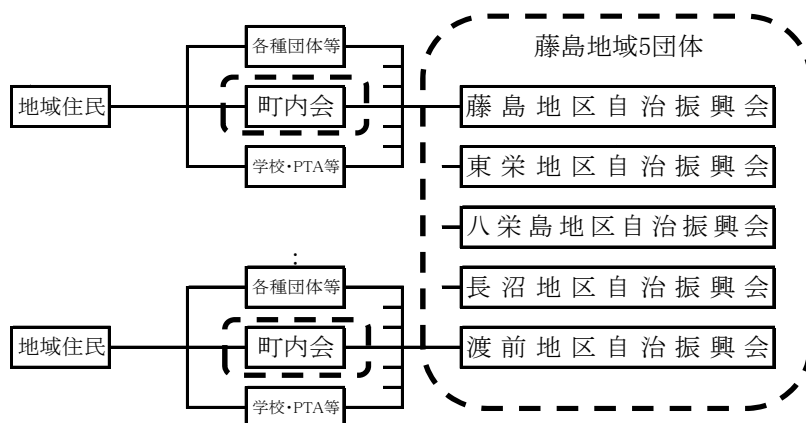 各種団体等
藤島地域5団体
地域住民
町内会
藤島地区自治振興会
学校・PTA等
東栄地区自治振興会
八栄島地区自治振興会
：
各種団体等
長沼地区自治振興会
地域住民
町内会
渡前地区自治振興会
学校・PTA等